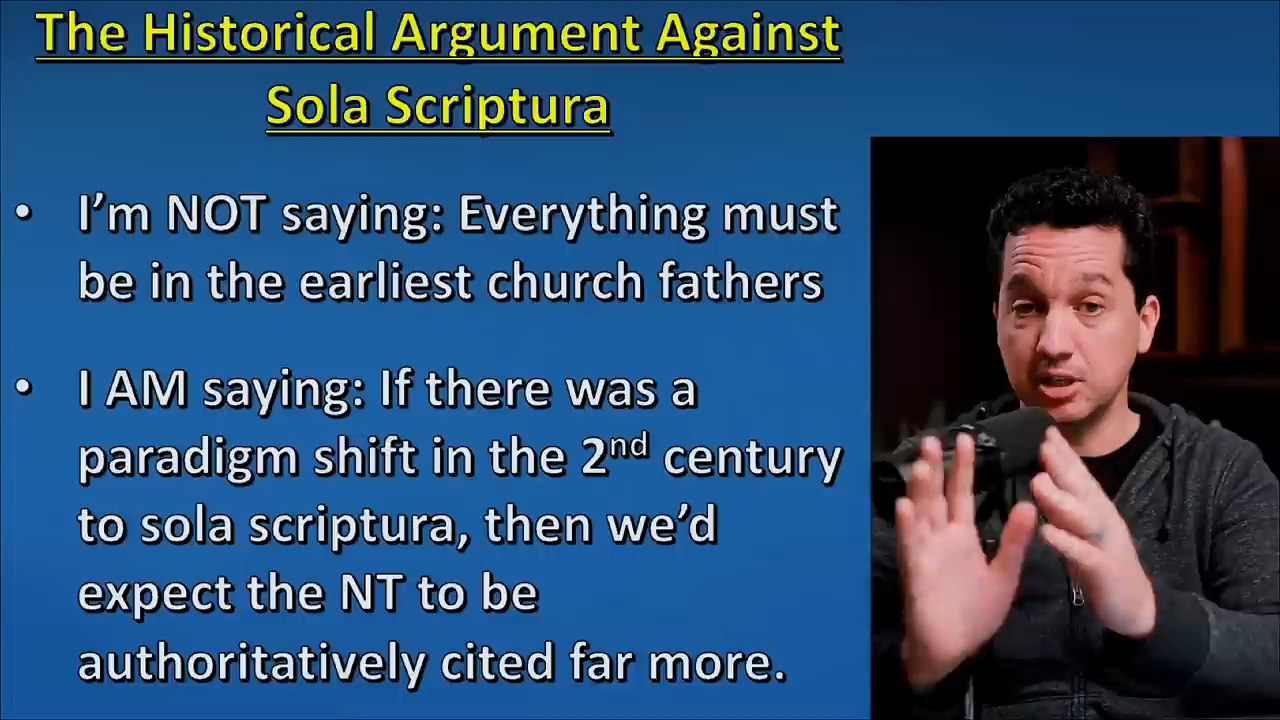 The Historical Argument Against
Sola Scriptura
• I’m NOT saying: Everything must
be in the earliest church fathers
• I AM saying: If there was a
paradigm shift in the 2nd century
to sola scriptura, then we’d
expect the NT to be
authoritatively cited far more.